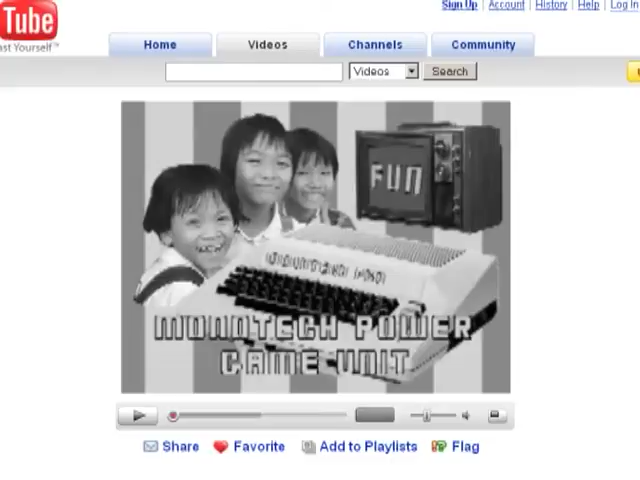 Sign Up | Account | History | Help | Log In
Tube
ast Yourself™
Home Videos Channels Community
Videos Search
FUN
MONOTECH POWER
GAME UNIT
Share Favorite Add to Playlists Flag